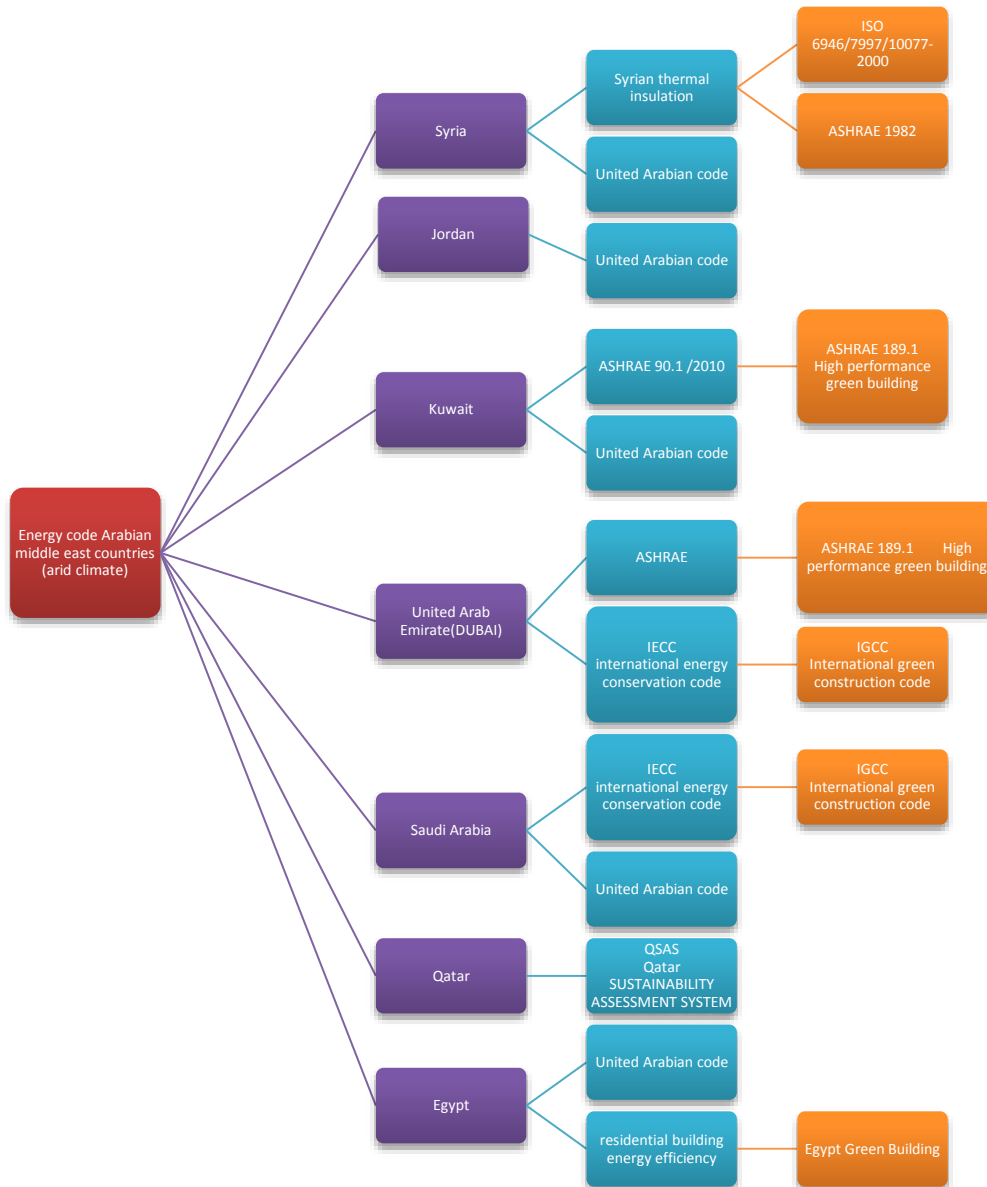 Energy code Arabian
middle east countries
(arid climate)
Syria
Syrian thermal
insulation
ISO
6946/7997/10077-
2000
ASHRAE 1982
United Arabian code
Jordan
United Arabian code
Kuwait
ASHRAE 90.1 /2010
ASHRAE 189.1
High performance
green building
United Arabian code
United Arab
Emirate(DUBAI)
ASHRAE
ASHRAE 189.1 High
performance green building
IECC
international energy
conservation code
IGCC
International green
construction code
Saudi Arabia
IECC
international energy
conservation code
IGCC
International green
construction code
United Arabian code
Qatar
QSAS
Qatar
SUSTAINABILITY
ASSESSMENT SYSTEM
Egypt
United Arabian code
residential building
energy efficiency
Egypt Green Building